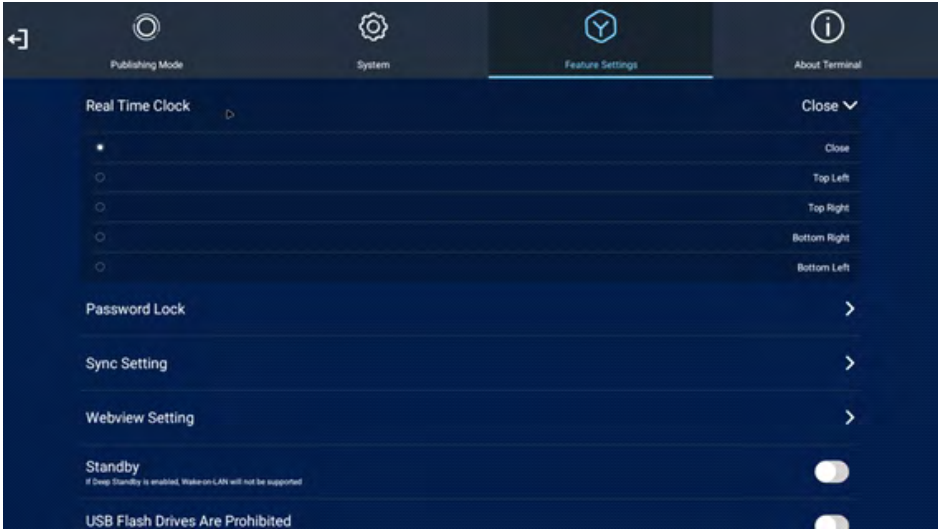 Publishing Mode
System
Feature Settings
About Terminal
Real Time Clock
Close
Close
Top Left
Top Right
Bottom Right
Bottom Left
Password Lock
Sync Setting
Webview Setting
Standby
If Deep Standby is enabled, Wake-on-LAN will not be supported
USB Flash Drives Are Prohibited